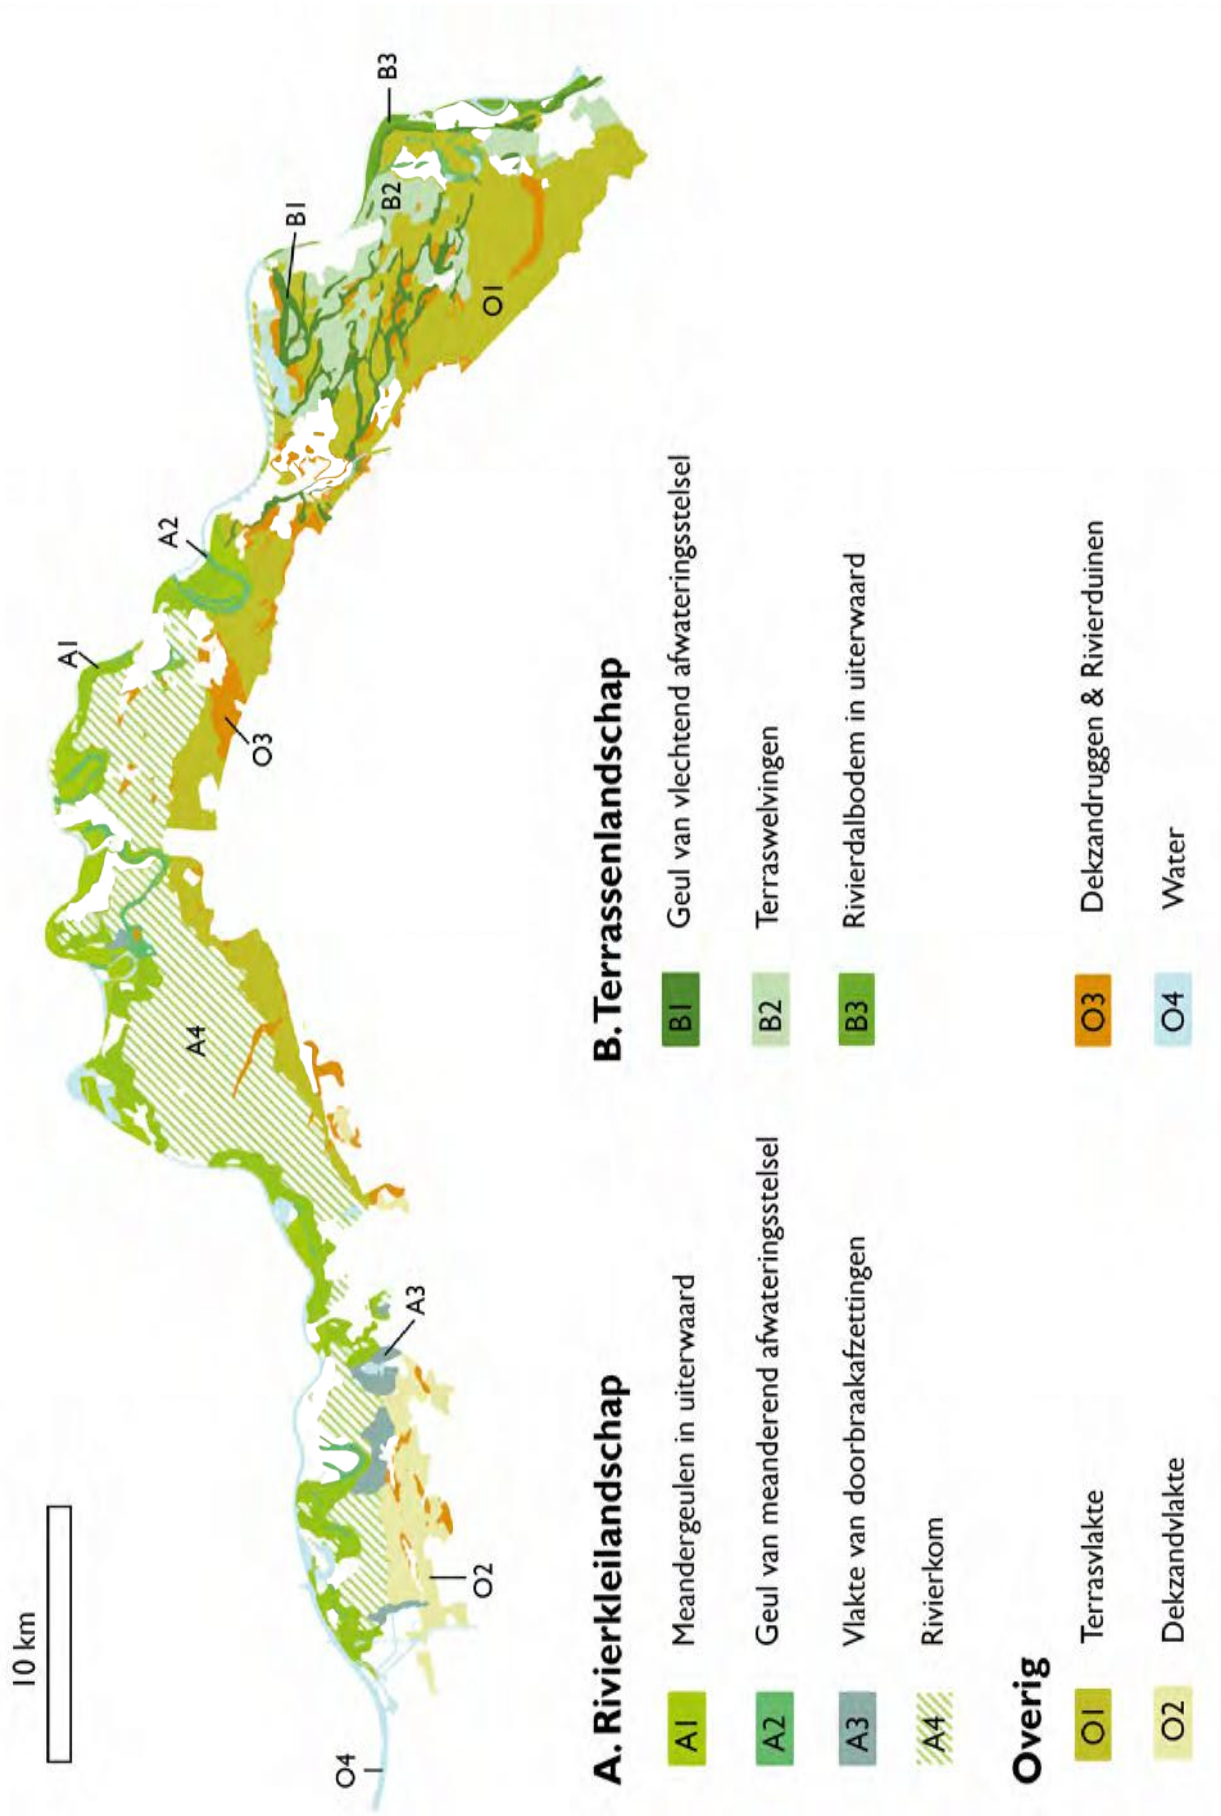 10 km
O4
O2
A3
A4
O3
A1
A2
B1
O1
B2
B3
A. Rivierkleilandschap
A1 Meandergeulen in uiterwaard
A2 Geul van meanderend afwateringsstelsel
A3 Vlakte van doorbraakafzettingen
A4 Rivierkom
B. Terrassenlandschap
B1 Geul van vlechtend afwateringsstelsel
B2 Terraswelvingen
B3 Rivierdalbodem in uiterwaard
Overig
O1 Terrasvlakte
O2 Dekzandvlakte
O3 Dekzandruggen & Rivierduinen
O4 Water